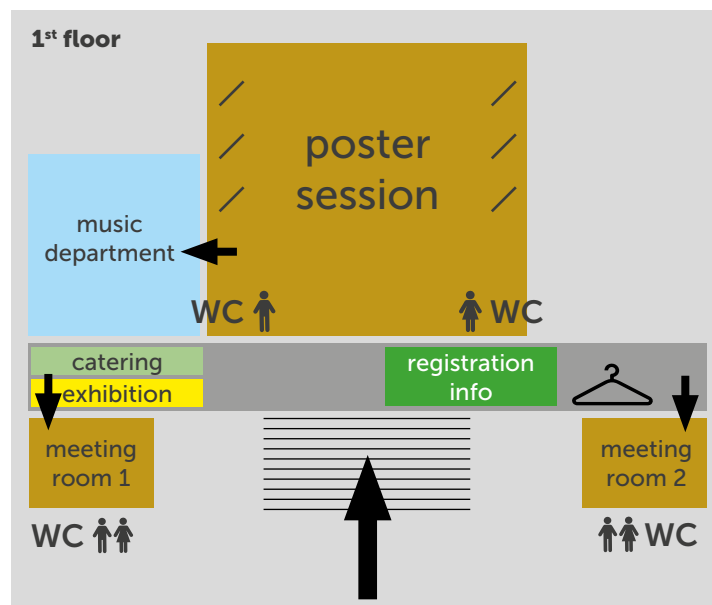 1st floor
poster
session
music
department
WC
WC
catering
exhibition
registration
info
meeting
room 1
meeting
room 2
WC
WC